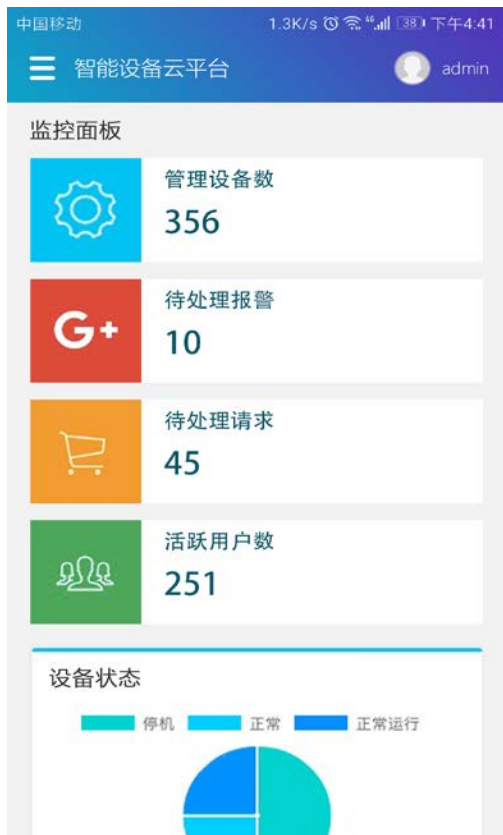 中国移动 1.3K/s 46 38 下午4:41
智能设备云平台 admin
监控面板
管理设备数
356
G+
待处理报警
10
待处理请求
45
活跃用户数
251
设备状态
停机 正常 正常运行